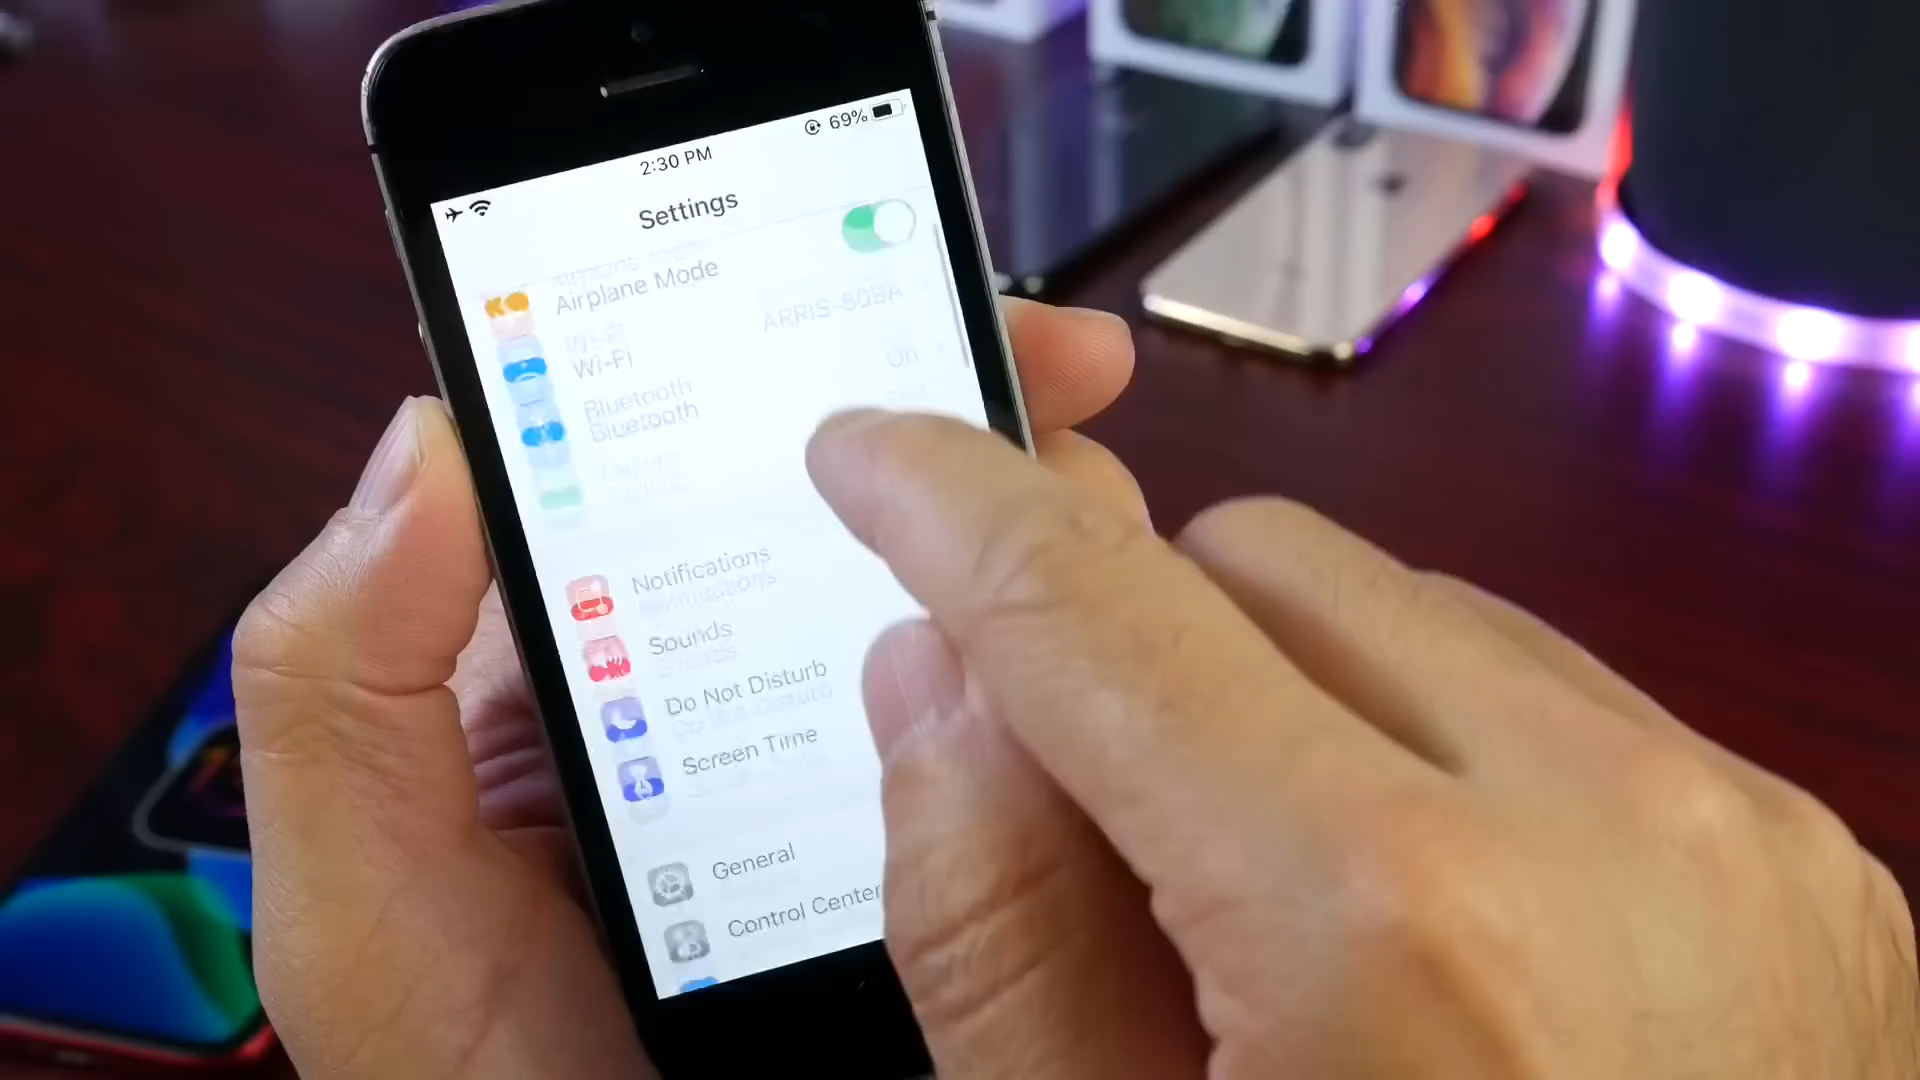 69%
2:30 PM
Settings
Airplane Mode
Wi-Fi
ARRIS-50BA
Bluetooth
On
Notifications
Sounds
Do Not Disturb
Screen Time
General
Control Center